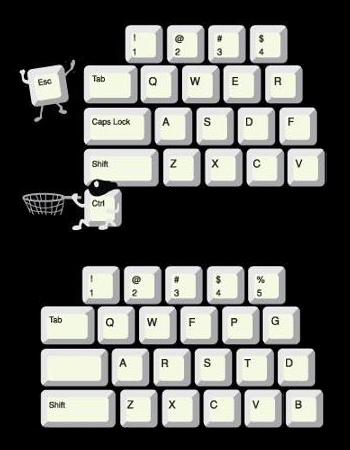 ! @ # $
1 2 3 4
Esc
Tab Q W E R
Caps Lock A S D F
Shift Z X C V
Ctrl
! @ # $ %
1 2 3 4 5
Tab Q W F P G
A R S T D
Shift Z X C V B